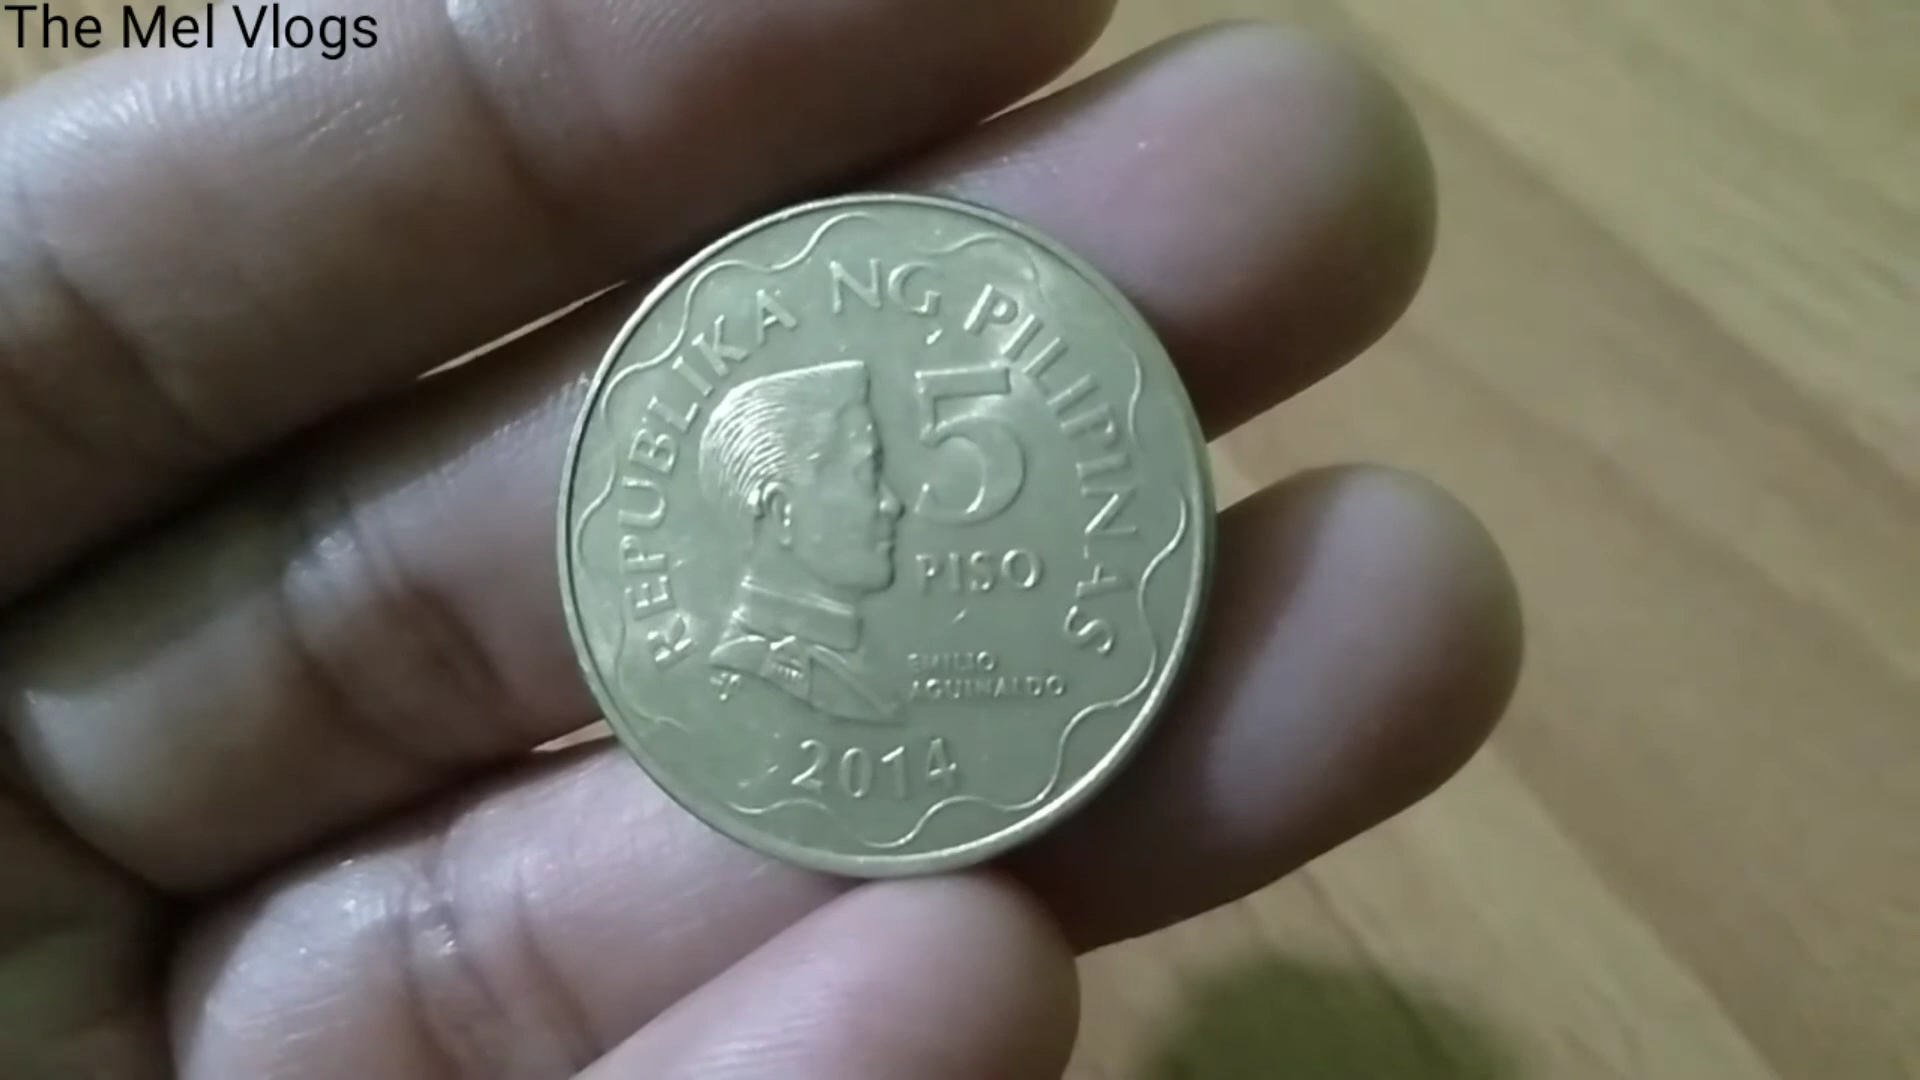 The Mel Vlogs
REPUBLIKA NG PILIPINAS
5
PISO
EMILIO
AGUINALDO
2014